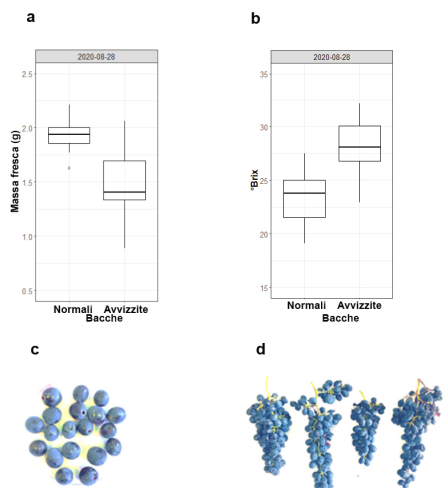 a
2020-08-28
Massa fresca (g)
2.5
2.0
1.5
1.0
0.5
Normali Avvizzite
Bacche
b
2020-08-28
°Brix
35
30
25
20
15
Normali Avvizzite
Bacche
c
d